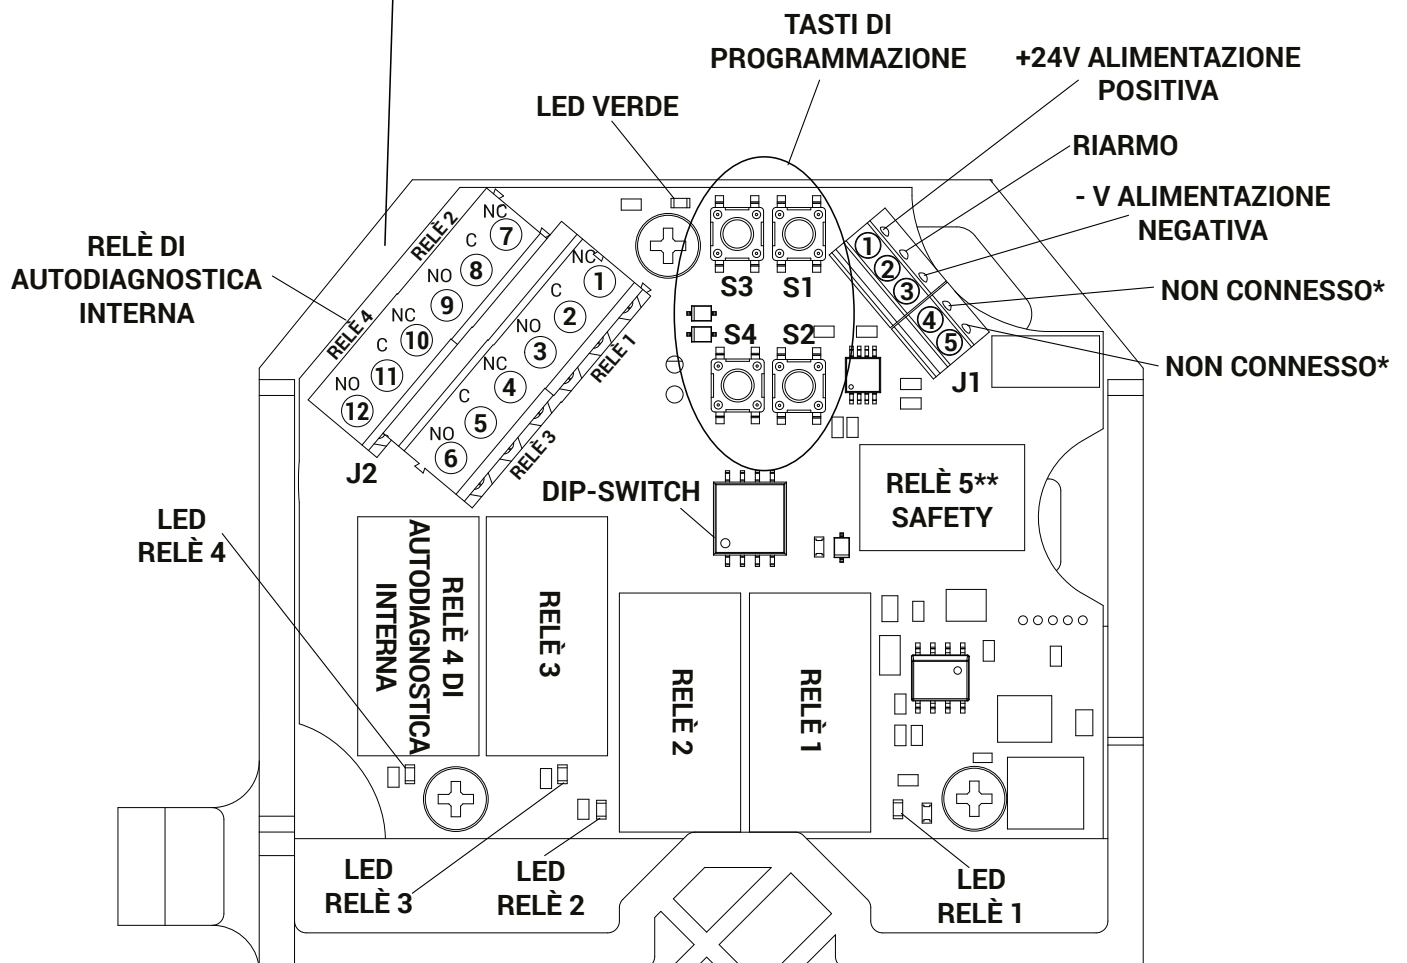 TASTI DI
PROGRAMMAZIONE
+24V ALIMENTAZIONE
POSITIVA
LED VERDE
RIARMO
- V ALIMENTAZIONE
NEGATIVA
NON CONNESSO*
NON CONNESSO*
RELÈ DI
AUTODIAGNOSTICA
INTERNA
RELÈ 2
RELÈ 4
NC 7
C 8
NO 9
NC 10
C 11
NO 12
NC 1
C 2
NO 3
NC 4
C 5
NO 6
RELÈ 1
RELÈ 3
J2
S3 S1
S4 S2
1
2
3
4
5
J1
DIP-SWITCH
RELÈ 5**
SAFETY
LED
RELÈ 4
RELÈ 4 DI
AUTODIAGNOSTICA
INTERNA
RELÈ 3
RELÈ 2
RELÈ 1
LED
RELÈ 3
LED
RELÈ 2
LED
RELÈ 1